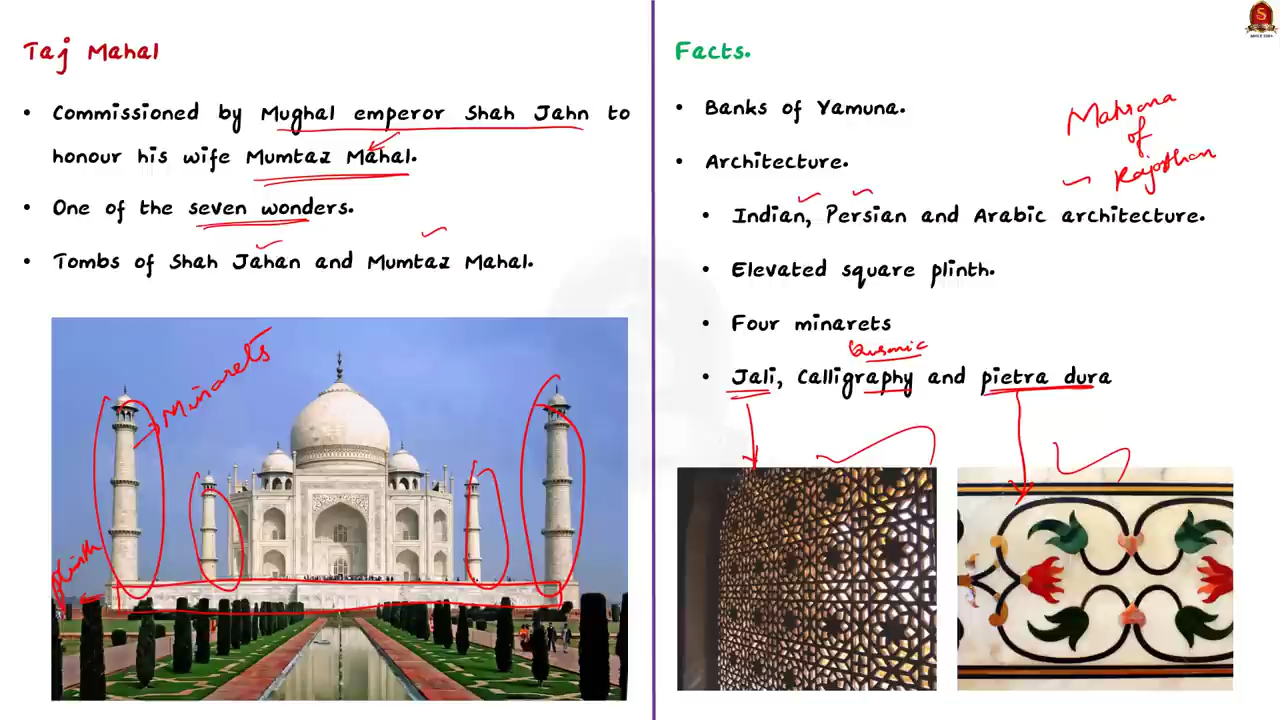 Taj Mahal
• Commissioned by Mughal emperor Shah Jahn to
honour his wife Mumtaz Mahal.
• One of the seven wonders.
• Tombs of Shah Jahan and Mumtaz Mahal.
Minarets
plinth
Facts.
• Banks of Yamuna.
• Architecture.
• Indian, Persian and Arabic architecture.
• Elevated square plinth.
• Four minarets
• Jali, Calligraphy and pietra dura
of
Rajasthan
S